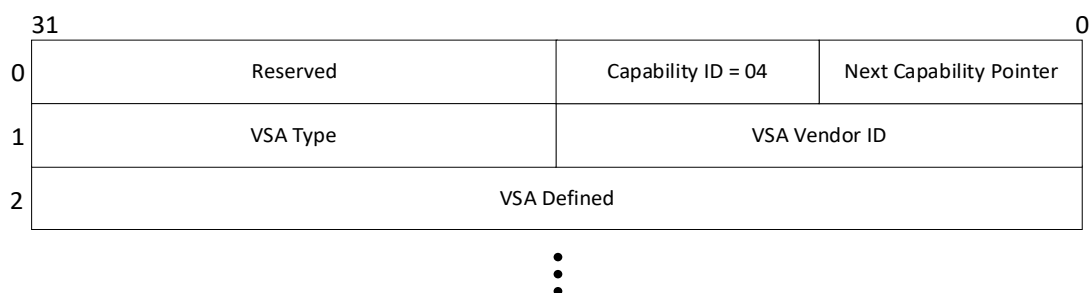 31 0
0 Reserved Capability ID = 04 Next Capability Pointer
1 VSA Type VSA Vendor ID
2 VSA Defined